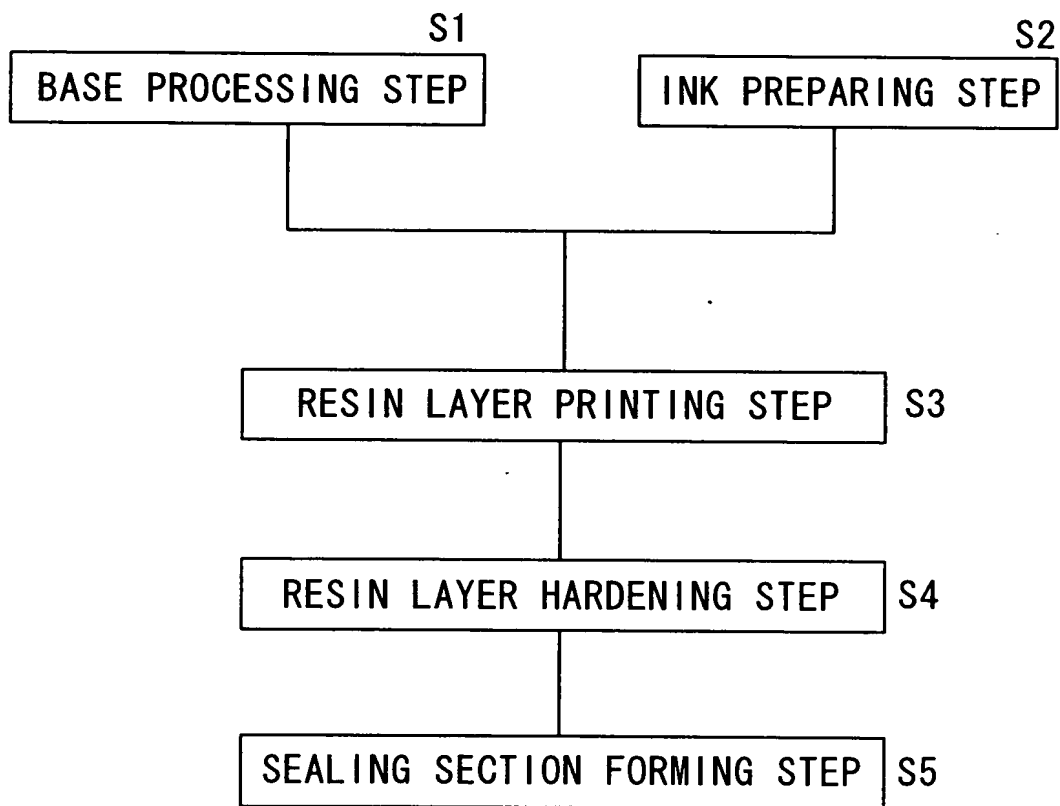 S1
BASE PROCESSING STEP
S2
INK PREPARING STEP
RESIN LAYER PRINTING STEP S3
RESIN LAYER HARDENING STEP S4
SEALING SECTION FORMING STEP S5